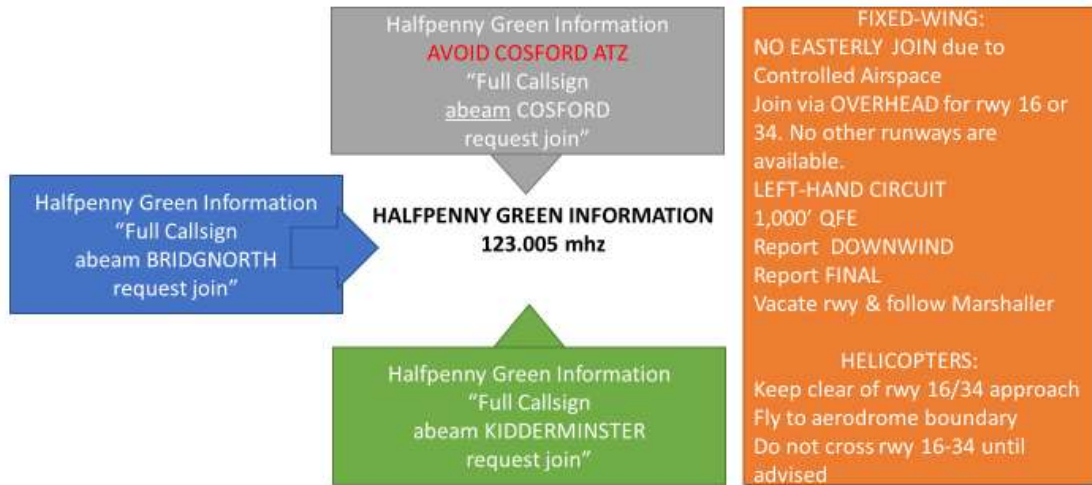 Halfpenny Green Information
AVOID COSFORD ATZ
“Full Callsign
abeam COSFORD
request join”
Halfpenny Green Information
“Full Callsign
abeam BRIDGNORTH
request join”
HALFPENNY GREEN INFORMATION
123.005 mhz
Halfpenny Green Information
“Full Callsign
abeam KIDDERMINSTER
request join”
FIXED-WING:
NO EASTERLY JOIN due to
Controlled Airspace
Join via OVERHEAD for rwy 16 or
34. No other runways are
available.
LEFT-HAND CIRCUIT
1,000’ QFE
Report DOWNWIND
Report FINAL
Vacate rwy & follow Marshaller
HELICOPTERS:
Keep clear of rwy 16/34 approach
Fly to aerodrome boundary
Do not cross rwy 16-34 until
advised